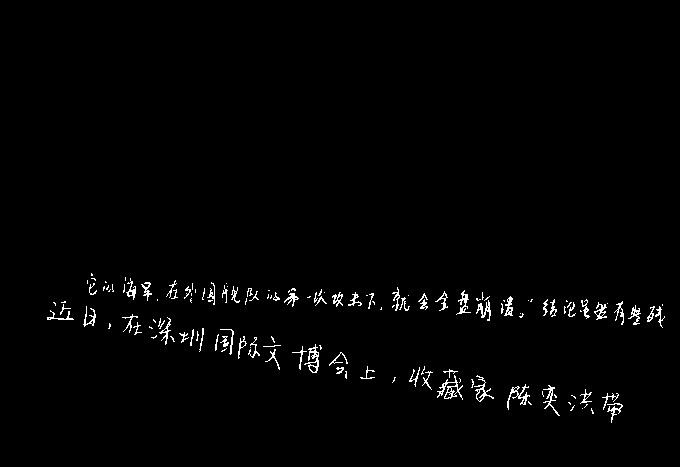 它的海军,在外国舰队的第一次攻击下,就会全盘崩溃。"结论虽然有些残
近日,在深圳国际文博会上,收藏家陈奕洪带